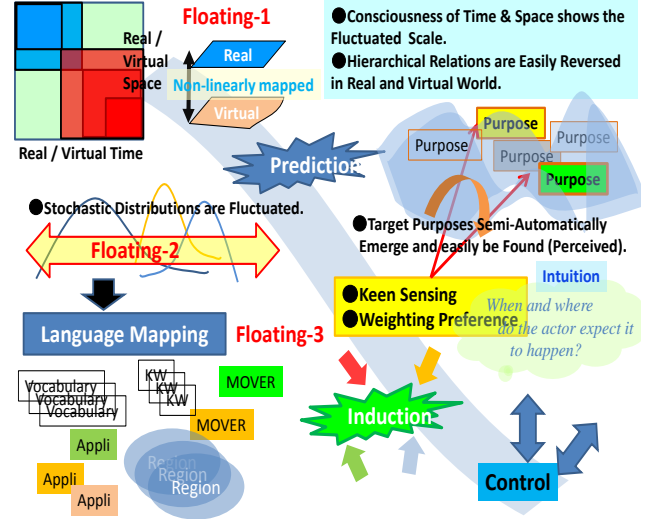 Floating-1
Real /
Virtual
Space
Real
Non-linearly mapped
Virtual
Real / Virtual Time
●Consciousness of Time & Space shows the
Fluctuated Scale.
●Hierarchical Relations are Easily Reversed
in Real and Virtual World.
Prediction
Purpose
Purpose
Purpose
Purpose
Purpose
●Stochastic Distributions are Fluctuated.
Floating-2
●Target Purposes Semi-Automatically
Emerge and easily be Found (Perceived).
Intuition
●Keen Sensing
●Weighting Preference
When and where
do the actor expect it
to happen?
Language Mapping
Floating-3
Vocabulary
Vocabulary
Vocabulary
KW
KW
KW
MOVER
MOVER
Appli
Appli
Appli
Region
Region
Region
Induction
Control